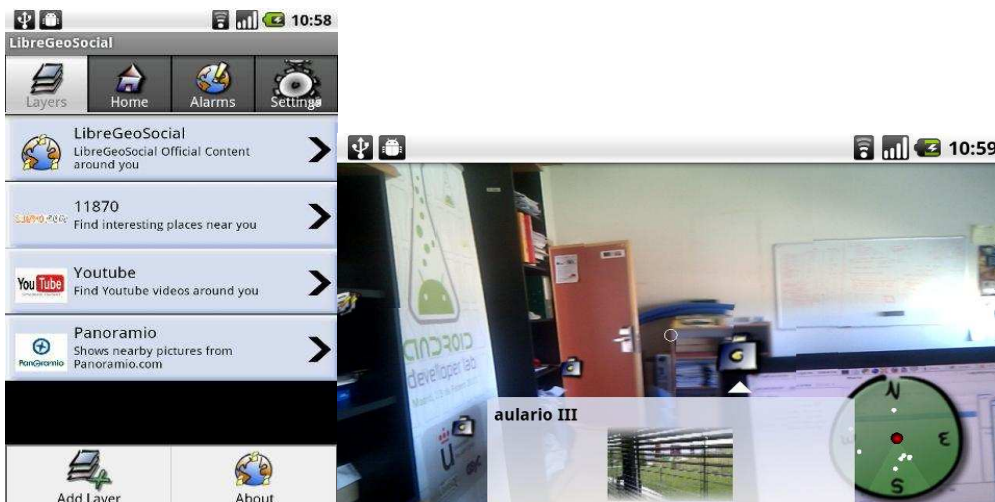 10:58
LibreGeoSocial
Layers
Home
Alarms
Settings
LibreGeoSocial
LibreGeoSocial Official Content
around you
11870
Find interesting places near you
You Tube
Youtube
Find Youtube videos around you
Panoramio
Panoramio
Shows nearby pictures from
Panoramio.com
Add Layer
About
10:59
ANDROID
developer lab
aulario III
N
E
S